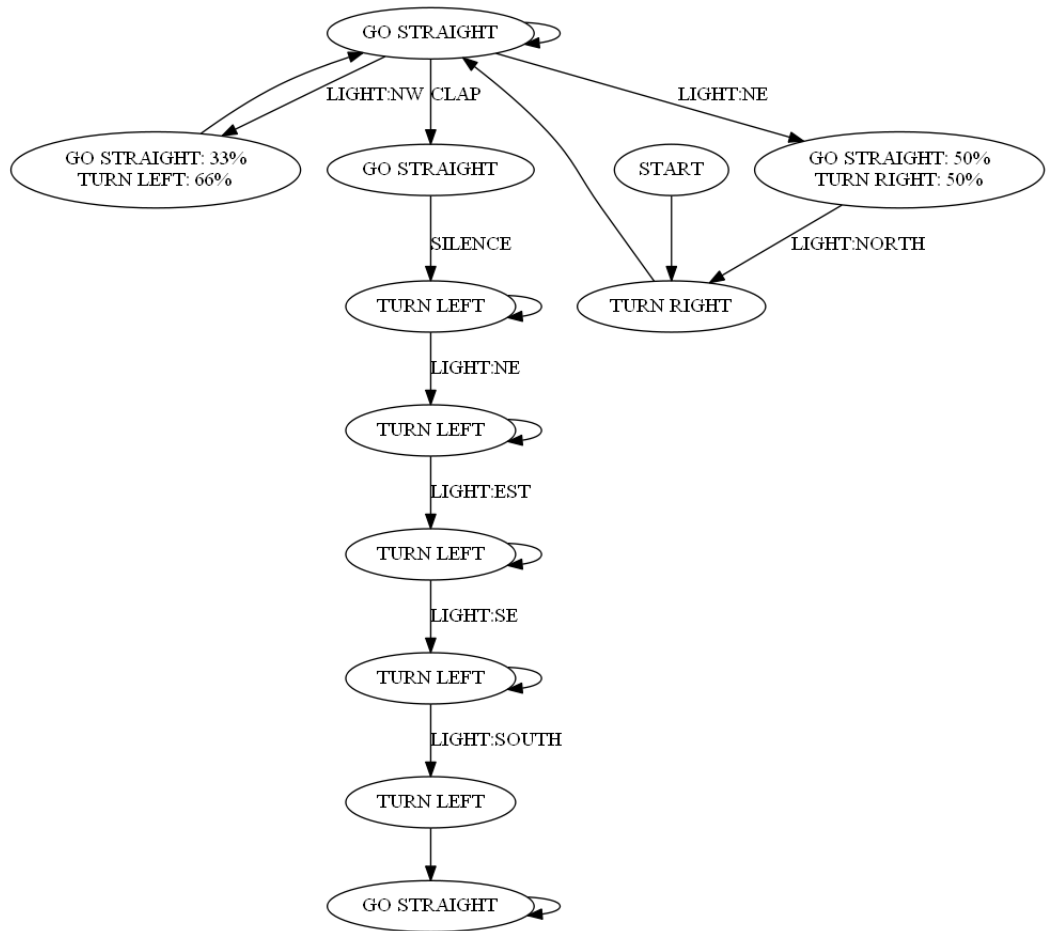 GO STRAIGHT
LIGHT:NW
CLAP
LIGHT:NE
GO STRAIGHT: 33%
TURN LEFT: 66%
GO STRAIGHT
START
GO STRAIGHT: 50%
TURN RIGHT: 50%
SILENCE
LIGHT:NORTH
TURN LEFT
TURN RIGHT
LIGHT:NE
TURN LEFT
LIGHT:EST
TURN LEFT
LIGHT:SE
TURN LEFT
LIGHT:SOUTH
TURN LEFT
GO STRAIGHT